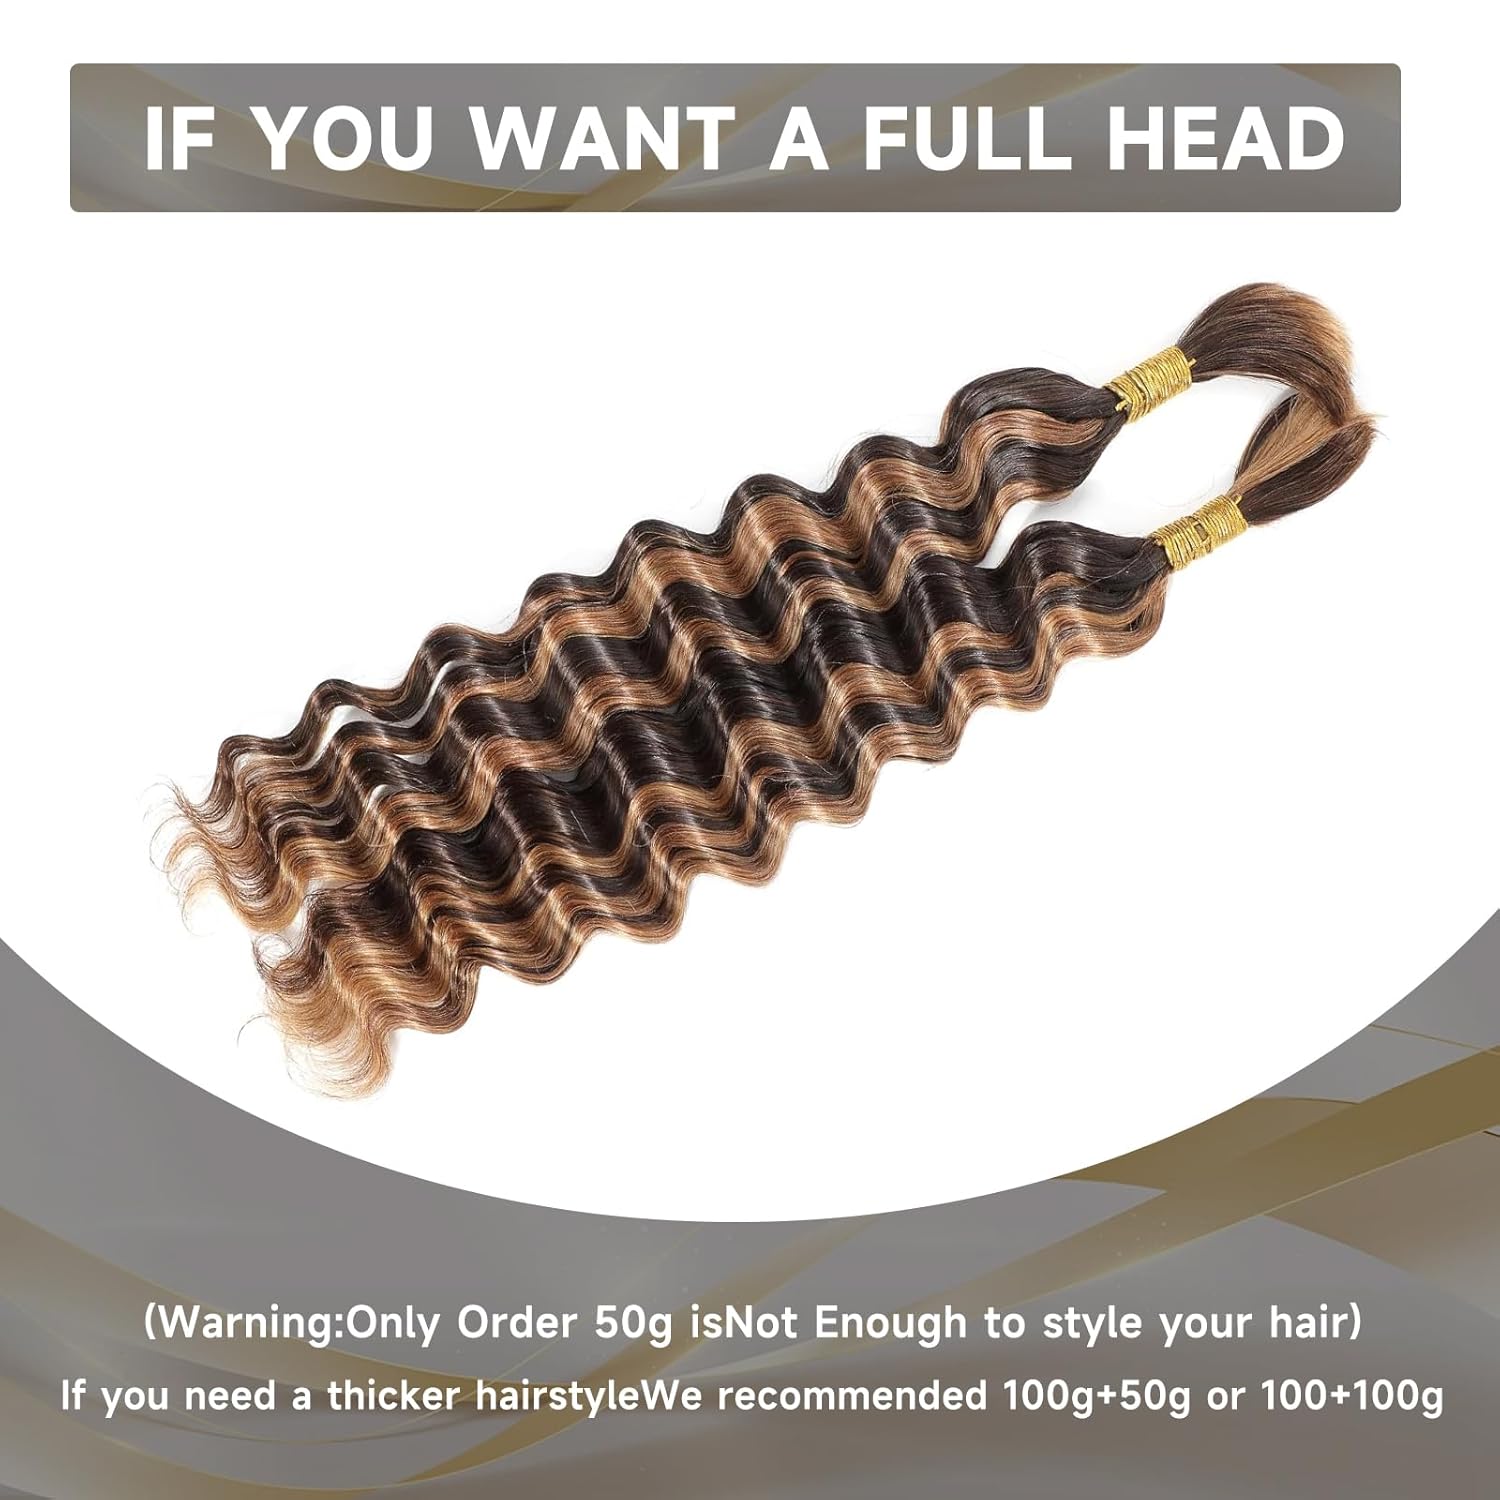 IF YOU WANT A FULL HEAD
(Warning:Only Order 50g isNot Enough to style your hair)
If you need a thicker hairstyleWe recommended 100g+50g or 100+100g